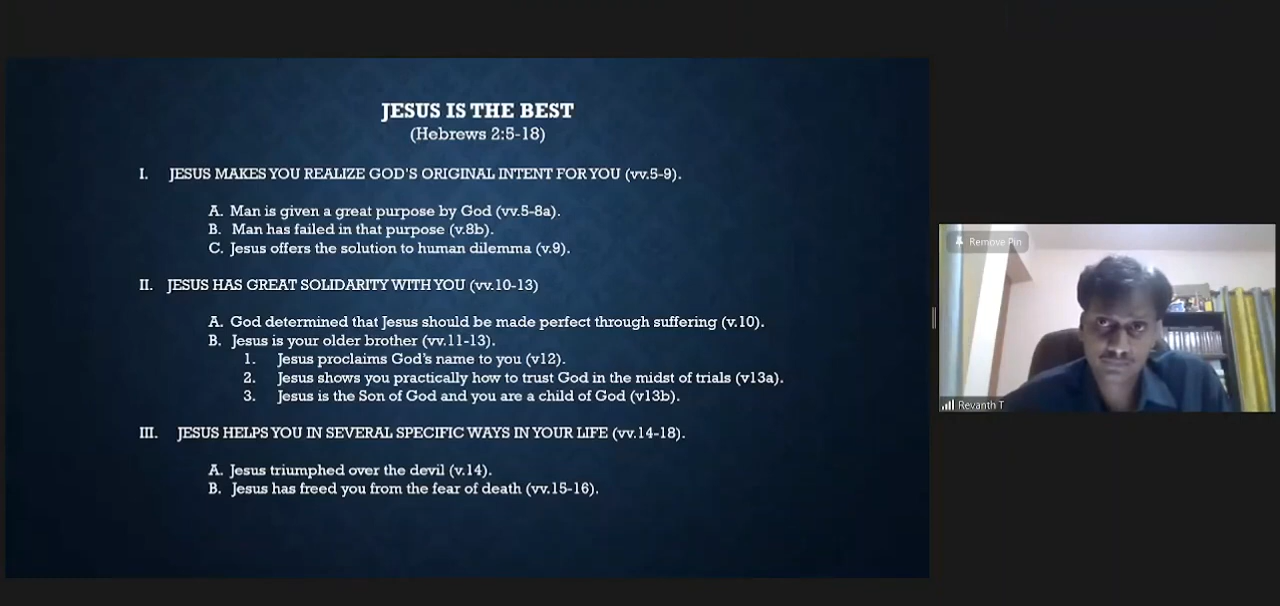 JESUS IS THE BEST
(Hebrews 2:5-18)
I. JESUS MAKES YOU REALIZE GOD'S ORIGINAL INTENT FOR YOU (vv.5-9).
A. Man is given a great purpose by God (vv.5-8a).
B. Man has failed in that purpose (v.8b).
C. Jesus offers the solution to human dilemma (v.9).
II. JESUS HAS GREAT SOLIDARITY WITH YOU (vv.10-13)
A. God determined that Jesus should be made perfect through suffering (v.10).
B. Jesus is your older brother (vv.11-13).
1. Jesus proclaims God's name to you (v12).
2. Jesus shows you practically how to trust God in the midst of trials (v13a).
3. Jesus is the Son of God and you are a child of God (v13b).
III. JESUS HELPS YOU IN SEVERAL SPECIFIC WAYS IN YOUR LIFE (vv.14-18).
A. Jesus triumphed over the devil (v.14).
B. Jesus has freed you from the fear of death (vv.15-16).
Remove Pin
Revanth T